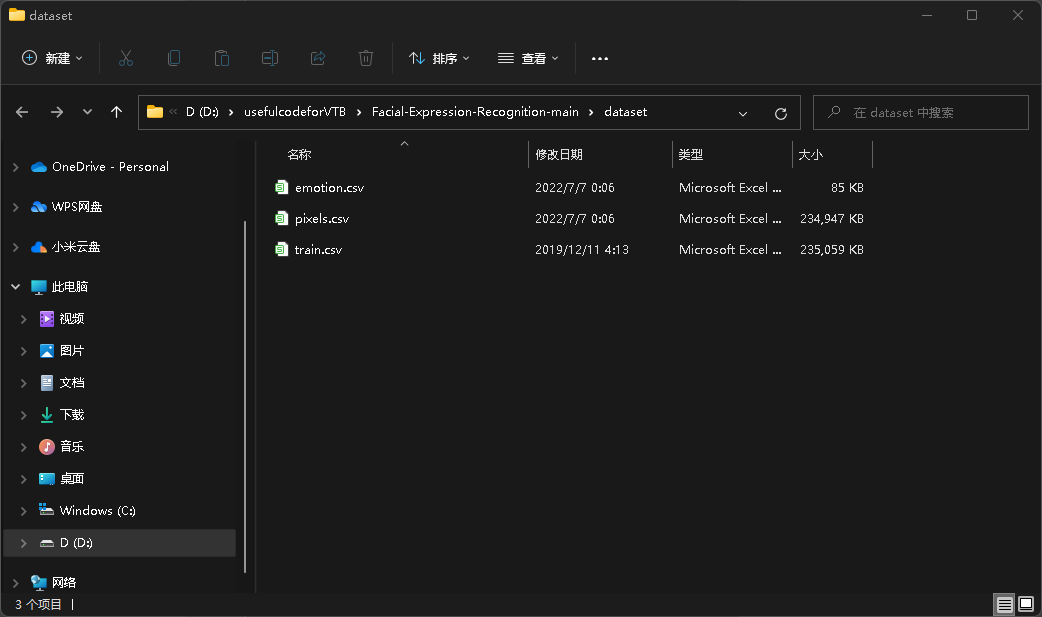 dataset
新建
排序
查看
« D (D:) › usefulcodeforVTB › Facial-Expression-Recognition-main › dataset
在 dataset 中搜索
OneDrive - Personal
WPS网盘
小米云盘
此电脑
视频
图片
文档
下载
音乐
桌面
Windows (C:)
D (D:)
网络
名称 修改日期 类型 大小
emotion.csv 2022/7/7 0:06 Microsoft Excel ... 85 KB
pixels.csv 2022/7/7 0:06 Microsoft Excel ... 234,947 KB
train.csv 2019/12/11 4:13 Microsoft Excel ... 235,059 KB
3 个项目